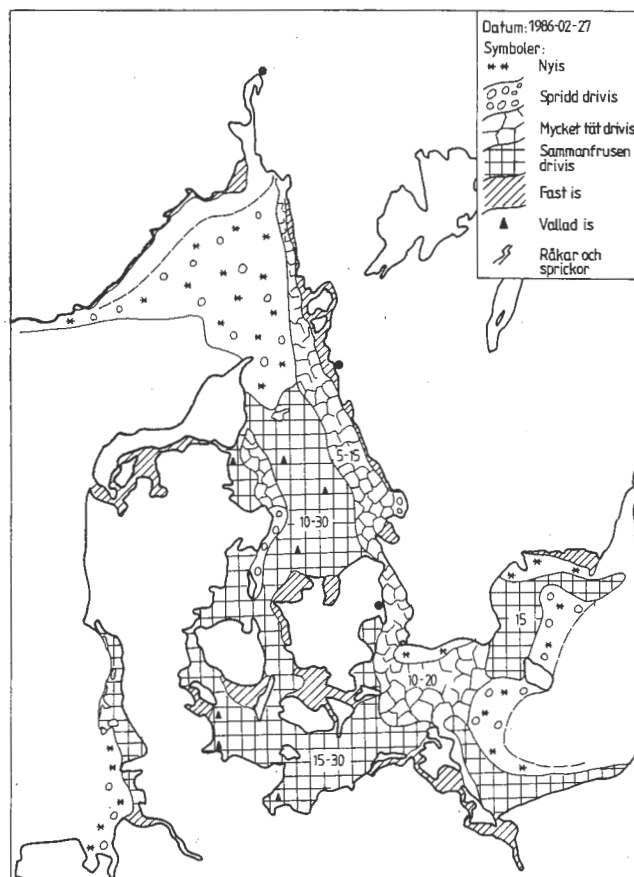 Datum: 1986-02-27
Symboler:
Nyis
Spridd drivis
Mycket tät drivis
Sammanfrusen
drivis
Fast is
Vallad is
Råkar och
sprickor
5-15
10-30
15
10-20
15-30